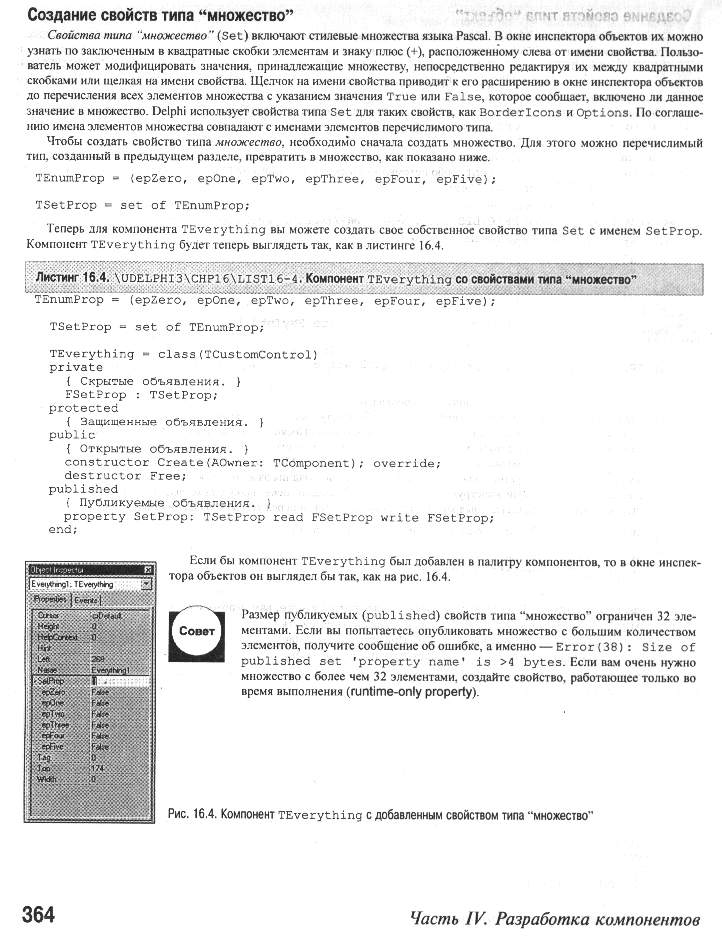 Создание свойств типа “множество”
Свойства типа “множество” (Set) включают стилевые множества языка Pascal. В окне инспектора объектов их можно
узнать по заключенным в квадратные скобки элементам и знаку плюс (+), расположенному слева от имени свойства. Пользо-
ватель может модифицировать значения, принадлежащие множеству, непосредственно редактируя их между квадратными
скобками или щелкая на имени свойства. Щелчок на имени свойства приводит к его расширению в окне инспектора объектов
до перечисления всех элементов множества с указанием значения True или False, которое сообщает, включено ли данное
значение в множество. Delphi использует свойства типа Set для таких свойств, как BorderIcons и Options. По соглаше-
нию имена элементов множества совпадают с именами элементов перечислимого типа.
Чтобы создать свойство типа множество, необходимо сначала создать множество. Для этого можно перечислимый
тип, созданный в предыдущем разделе, превратить в множество, как показано ниже.
TEnumProp = (epZero, epOne, epTwo, epThree, epFour, epFive);
TSetProp = set of TEnumProp;
Теперь для компонента TEverything вы можете создать свое собственное свойство типа Set с именем SetProp.
Компонент TEverything будет теперь выглядеть так, как в листинге 16.4.
Листинг 16.4. \UDELPHI3\CHP16\LIST16-4. Компонент TEverything со свойствами типа “множество”
TEnumProp = (epZero, epOne, epTwo, epThree, epFour, epFive);
TSetProp = set of TEnumProp;
TEverything = class(TCustomControl)
private
{ Скрытые объявления. }
FSetProp : TSetProp;
protected
{ Защищенные объявления. }
public
{ Открытые объявления. }
constructor Create(AOwner: TComponent); override;
destructor Free;
published
{ Публикуемые объявления. }
property SetProp: TSetProp read FSetProp write FSetProp;
end;
Object Inspector
Everything1: TEverything
Properties Events
Cursor crDefault
Height 0
HelpContext 0
Hint
Left 269
Name Everything1
-SetProp []
epZero False
epOne False
epTwo False
epThree False
epFour False
epFive False
Tag 0
Top 174
Width 0
Если бы компонент TEverything был добавлен в палитру компонентов, то в окне инспек-
тора объектов он выглядел бы так, как на рис. 16.4.
Совет
Размер публикуемых (published) свойств типа “множество” ограничен 32 эле-
ментами. Если вы попытаетесь опубликовать множество с большим количеством
элементов, получите сообщение об ошибке, а именно — Error(38): Size of
published set 'property name' is >4 bytes. Если вам очень нужно
множество с более чем 32 элементами, создайте свойство, работающее только во
время выполнения (runtime-only property).
Рис. 16.4. Компонент TEverything с добавленным свойством типа “множество”
364
Часть IV. Разработка компонентов